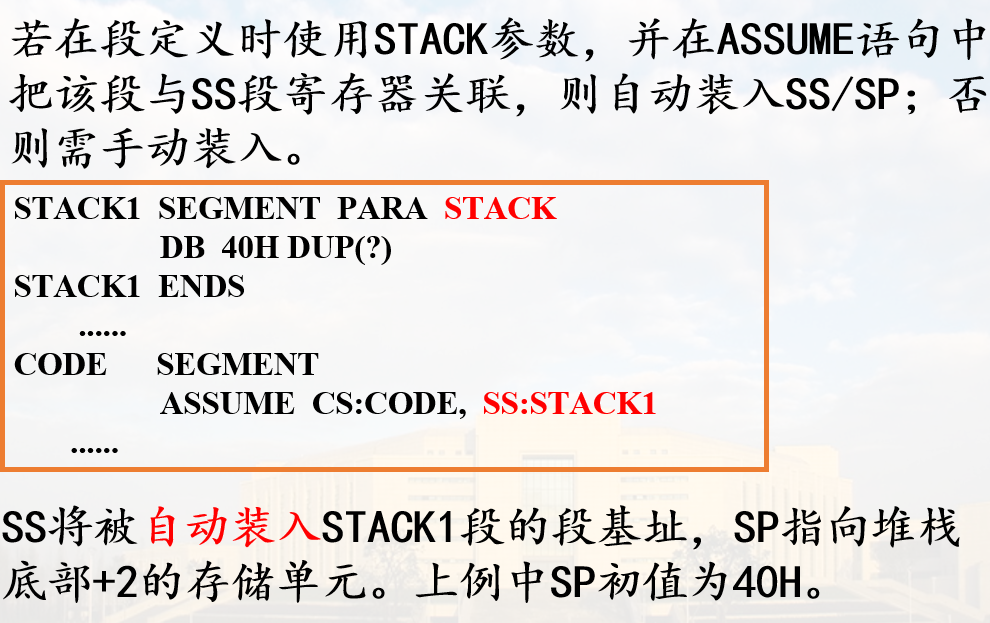 若在段定义时使用STACK参数，并在ASSUME语句中
把该段与SS段寄存器关联，则自动装入SS/SP；否
则需手动装入。
STACK1 SEGMENT PARA STACK
DB 40H DUP(?)
STACK1 ENDS
......
CODE SEGMENT
ASSUME CS:CODE, SS:STACK1
......
SS将被自动装入STACK1段的段基址，SP指向堆栈
底部+2的存储单元。上例中SP初值为40H。